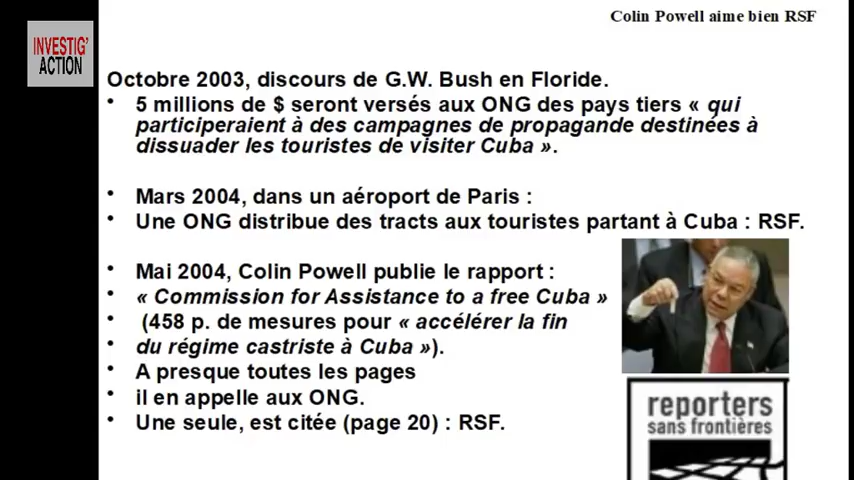 Colin Powell aime bien RSF
INVESTIG'
ACTION
Octobre 2003, discours de G.W. Bush en Floride.
• 5 millions de $ seront versés aux ONG des pays tiers « qui
participeraient à des campagnes de propagande destinées à
dissuader les touristes de visiter Cuba ».
• Mars 2004, dans un aéroport de Paris :
• Une ONG distribue des tracts aux touristes partant à Cuba : RSF.
• Mai 2004, Colin Powell publie le rapport :
• « Commission for Assistance to a free Cuba »
• (458 p. de mesures pour « accélérer la fin
• du régime castriste à Cuba »).
• A presque toutes les pages
• il en appelle aux ONG.
• Une seule, est citée (page 20) : RSF.
reporters
sans frontières